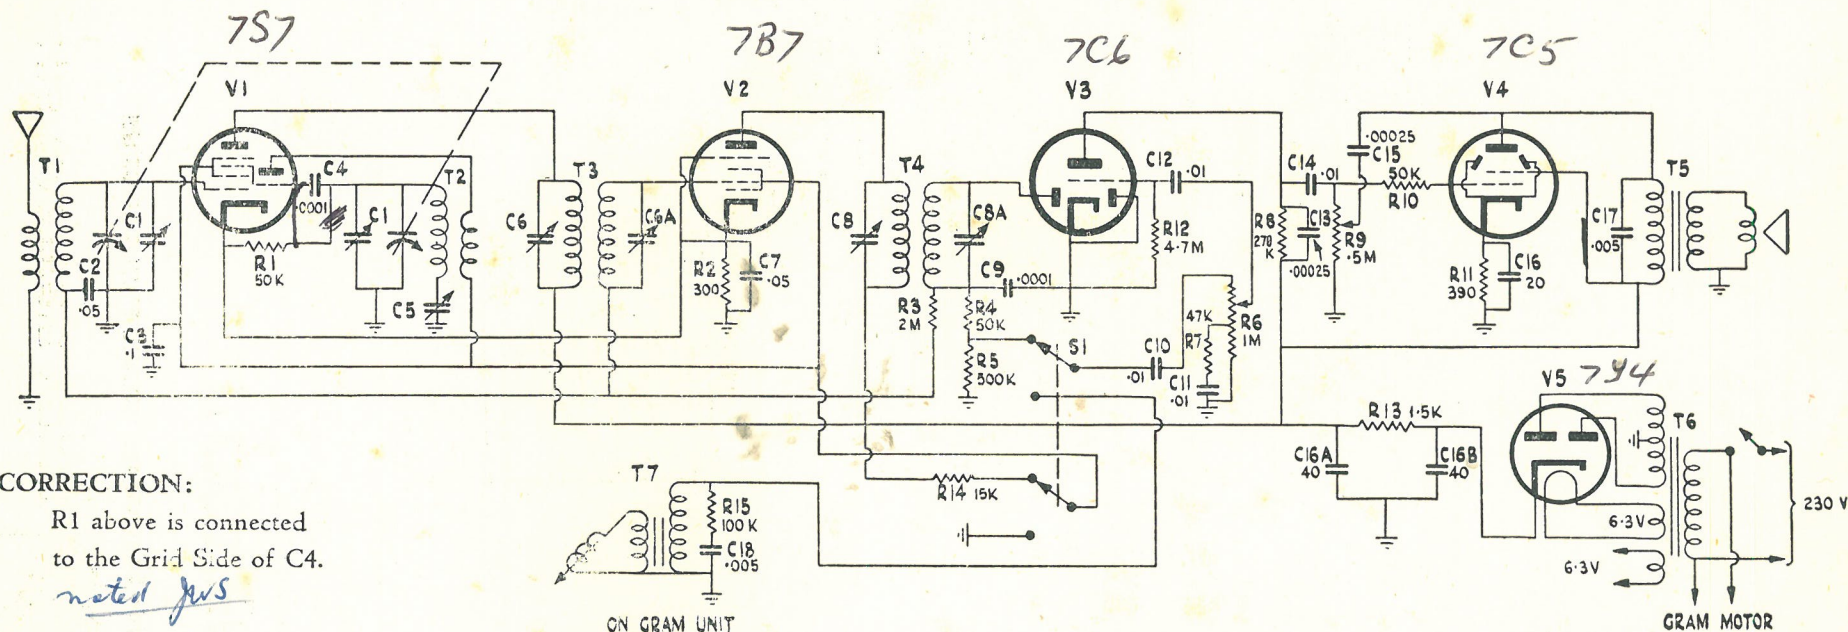 7S7
7B7
7C6
7C5
V1
V2
V3
V4
T1
C1
C2
.05
C3
.1
R1
50K
C4
.0001
C1
T2
C5
C6
T3
C6A
R2
300
C7
.05
C8
T4
C8A
R3
2M
C9
.0001
R4
50K
R5
500K
S1
C12
.01
R12
4.7M
C10
.01
47K
R7
C11
.01
R6
1M
R8
270
K
C14
.01
C13
.00025
R9
.5M
.00025
C15
50K
R10
R11
390
C16
20
C17
.005
T5
V5 7Y4
R13 1.5K
C16A
40
C16B
40
T6
6.3V
6.3V
230 V
GRAM MOTOR
T7
R15
100 K
C18
.005
R14 15K
ON GRAM UNIT
CORRECTION:
R1 above is connected
to the Grid Side of C4.
noted JWS